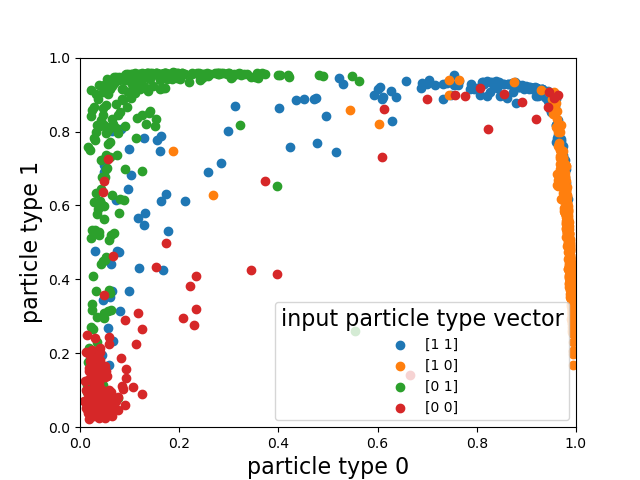 1.0
0.8
0.6
0.4
0.2
0.0
particle type 1
input particle type vector
[1 1]
[1 0]
[0 1]
[0 0]
0.0 0.2 0.4 0.6 0.8 1.0
particle type 0